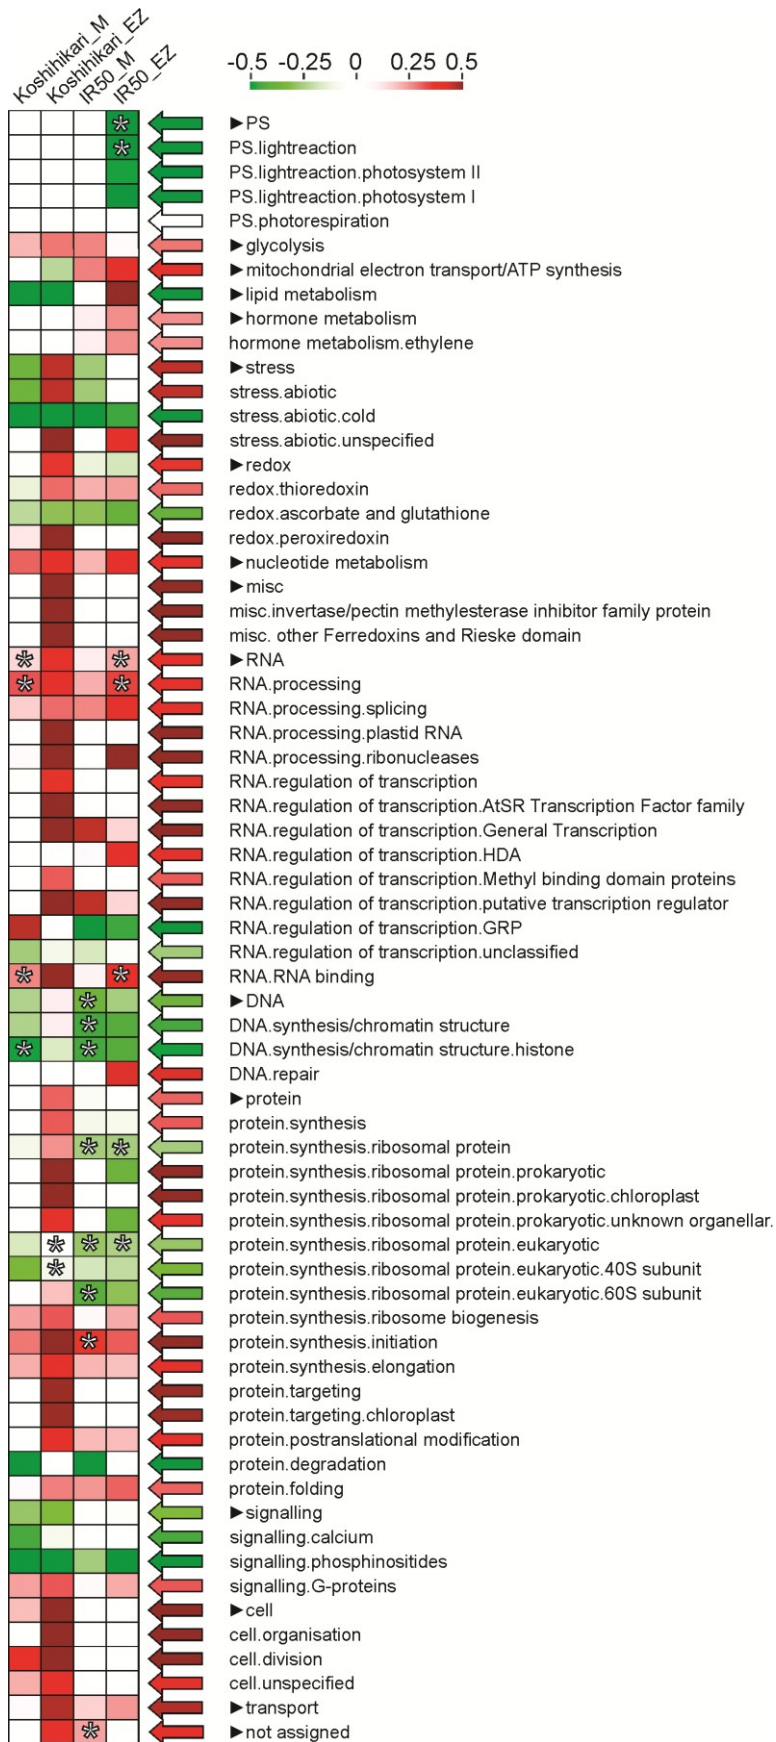 Koshihikari_M
Koshihikari_EZ
IR50_M
IR50_EZ
-0.5 -0.25 0 0.25 0.5
►PS
PS.lightreaction
PS.lightreaction.photosystem II
PS.lightreaction.photosystem I
PS.photorespiration
►glycolysis
►mitochondrial electron transport/ATP synthesis
►lipid metabolism
►hormone metabolism
hormone metabolism.ethylene
►stress
stress.abiotic
stress.abiotic.cold
stress.abiotic.unspecified
►redox
redox.thioredoxin
redox.ascorbate and glutathione
redox.peroxiredoxin
►nucleotide metabolism
►misc
misc.invertase/pectin methylesterase inhibitor family protein
misc. other Ferredoxins and Rieske domain
►RNA
RNA.processing
RNA.processing.splicing
RNA.processing.plastid RNA
RNA.processing.ribonucleases
RNA.regulation of transcription
RNA.regulation of transcription.AtSR Transcription Factor family
RNA.regulation of transcription.General Transcription
RNA.regulation of transcription.HDA
RNA.regulation of transcription.Methyl binding domain proteins
RNA.regulation of transcription.putative transcription regulator
RNA.regulation of transcription.GRP
RNA.regulation of transcription.unclassified
RNA.RNA binding
►DNA
DNA.synthesis/chromatin structure
DNA.synthesis/chromatin structure.histone
DNA.repair
►protein
protein.synthesis
protein.synthesis.ribosomal protein
protein.synthesis.ribosomal protein.prokaryotic
protein.synthesis.ribosomal protein.prokaryotic.chloroplast
protein.synthesis.ribosomal protein.prokaryotic.unknown organellar.
protein.synthesis.ribosomal protein.eukaryotic
protein.synthesis.ribosomal protein.eukaryotic.40S subunit
protein.synthesis.ribosomal protein.eukaryotic.60S subunit
protein.synthesis.ribosome biogenesis
protein.synthesis.initiation
protein.synthesis.elongation
protein.targeting
protein.targeting.chloroplast
protein.postranslational modification
protein.degradation
protein.folding
►signalling
signalling.calcium
signalling.phosphinositides
signalling.G-proteins
►cell
cell.organisation
cell.division
cell.unspecified
►transport
►not assigned